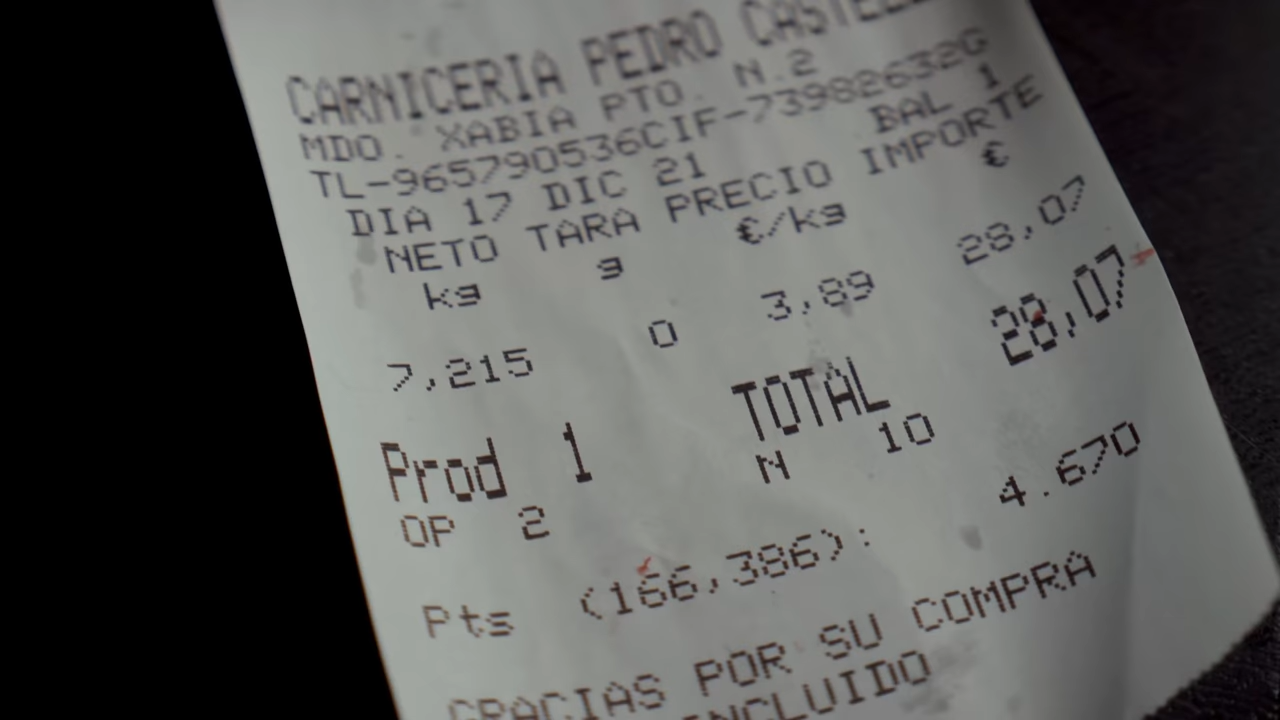 CARNICERIA PEDRO
MDO. XABIA PTO. N.2
TL-965790536CIF-73982632G
DIA 17 DIC 21 BAL 1
NETO TARA PRECIO IMPORTE
kg g €/kg €
7,215 0 3,89 28,07
Prod 1 TOTAL 28,07
OP 2 N 10
Pts (166,386): 4.670
GRACIAS POR SU COMPRA
INCLUIDO